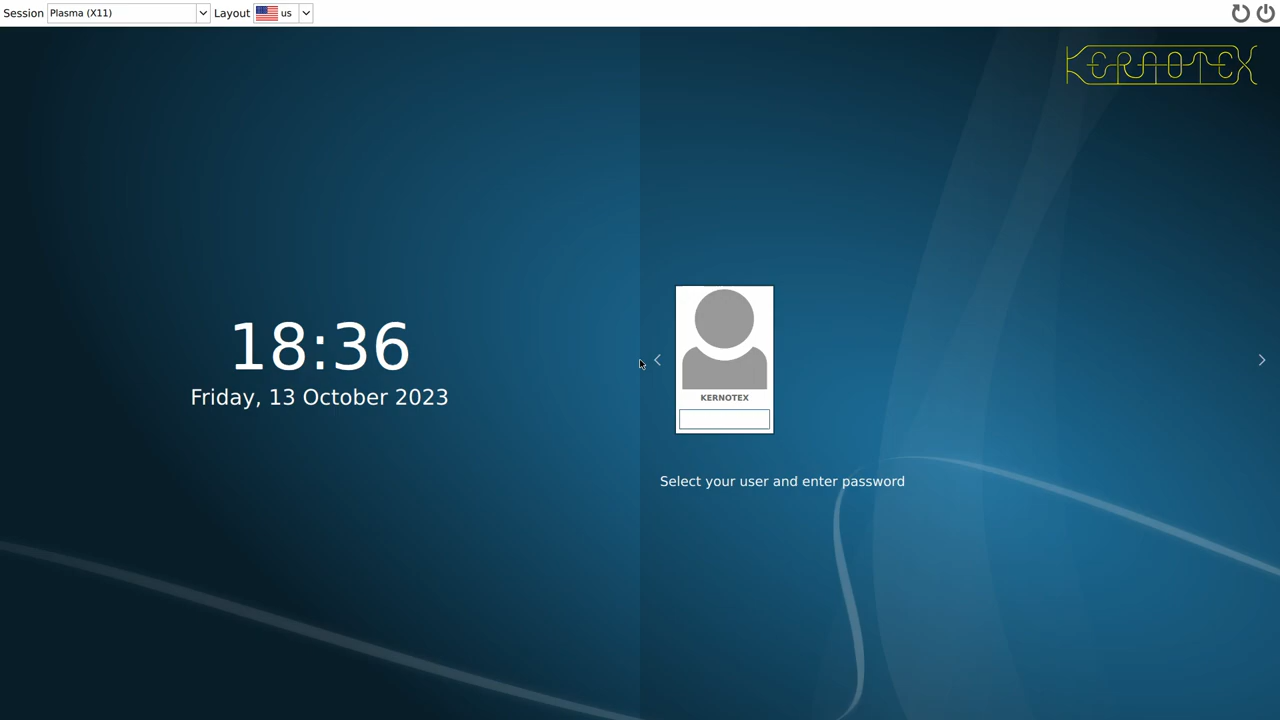 Session Plasma (X11) Layout us
KERNOTEX
18:36
Friday, 13 October 2023
KERNOTEX
Select your user and enter password